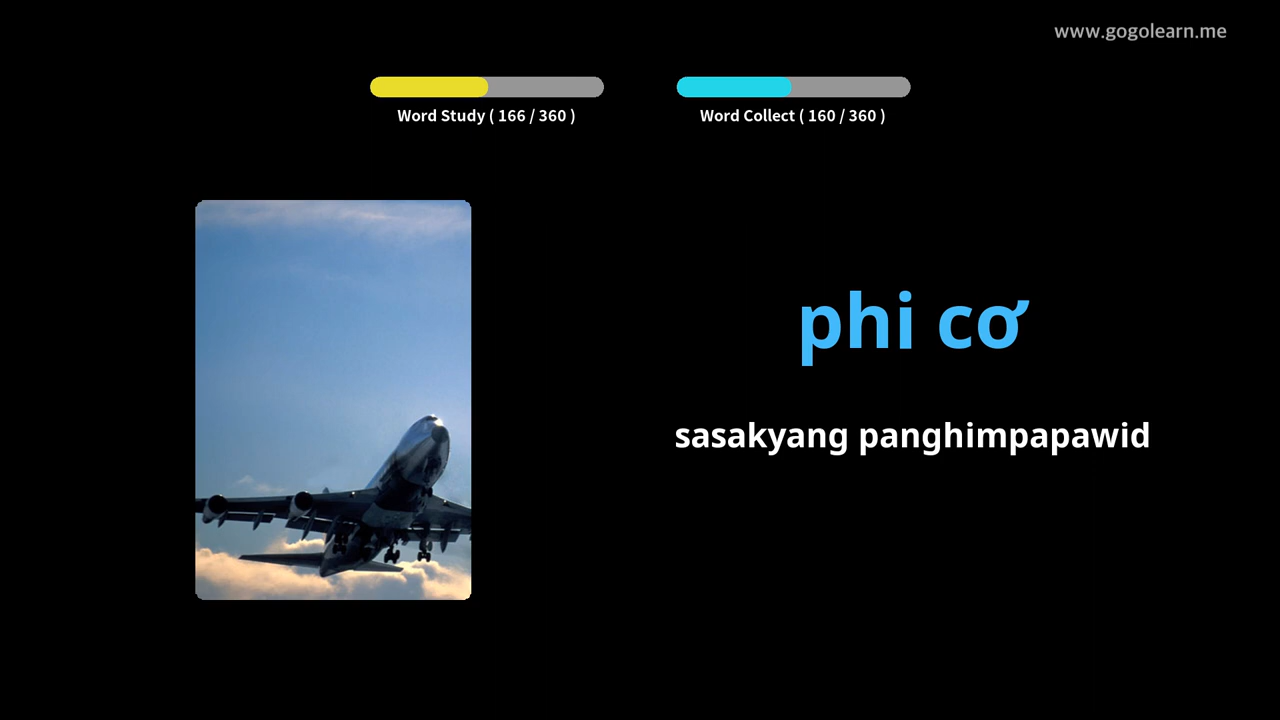 www.gogolearn.me
Word Study ( 166 / 360 )
Word Collect ( 160 / 360 )
phi cơ
sasakyang panghimpapawid